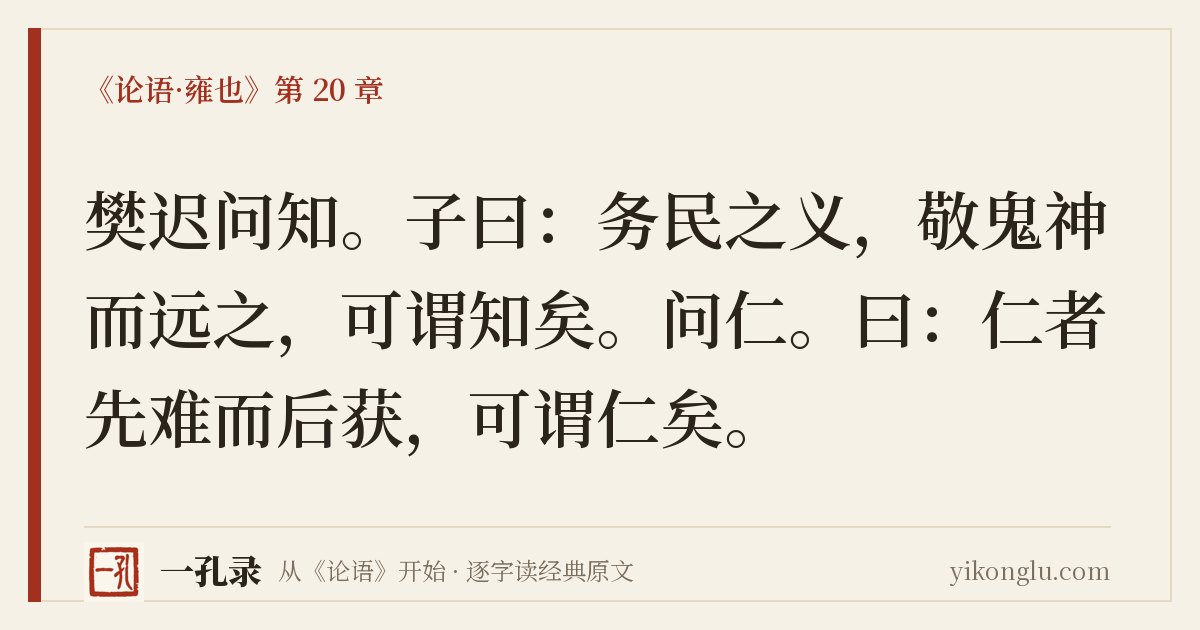 《论语·雍也》第 20 章
樊迟问知。子曰：务民之义，敬鬼神
而远之，可谓知矣。问仁。曰：仁者
先难而后获，可谓仁矣。
一孔
一孔录 从《论语》开始 · 逐字读经典原文 yikonglu.com